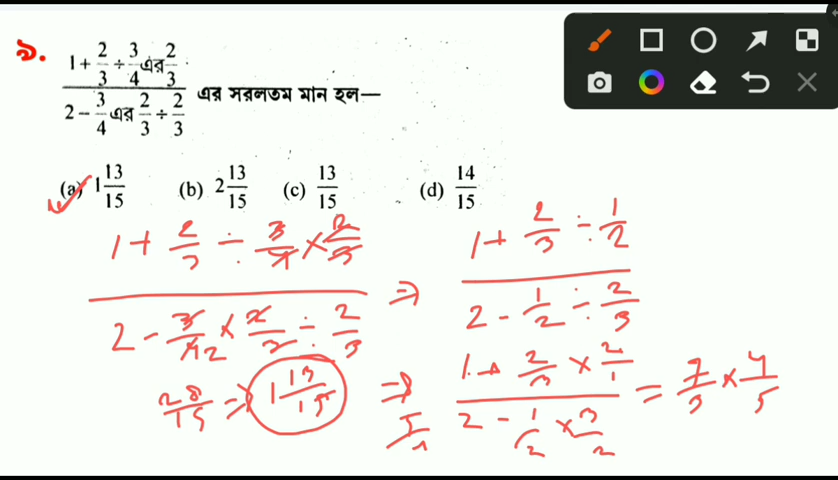 ৯.
1 + 2/3 ÷ 3/4 এর 2/3
2 − 3/4 এর 2/3 ÷ 2/3
এর সরলতম মান হল—
(a) 1 13/15 (b) 2 13/15 (c) 13/15 (d) 14/15
1 + 2/3 ÷ 3/4 × 2/3
2 − 3/4 × 2/3 ÷ 2/3
⇒
1 + 2/3 ÷ 1/2
2 − 1/2 ÷ 2/3
⇒
1 + 2/3 × 2/1
2 − 1/2 × 3/2
= 7/3 × 4/5
28/15 ⇒ 1 13/15